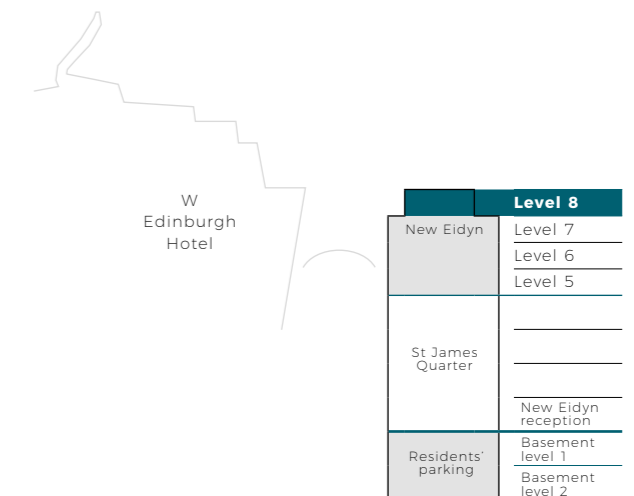 W
Edinburgh
Hotel
Level 8
New Eidyn
Level 7
Level 6
Level 5
St James
Quarter
New Eidyn
reception
Residents’
parking
Basement
level 1
Basement
level 2